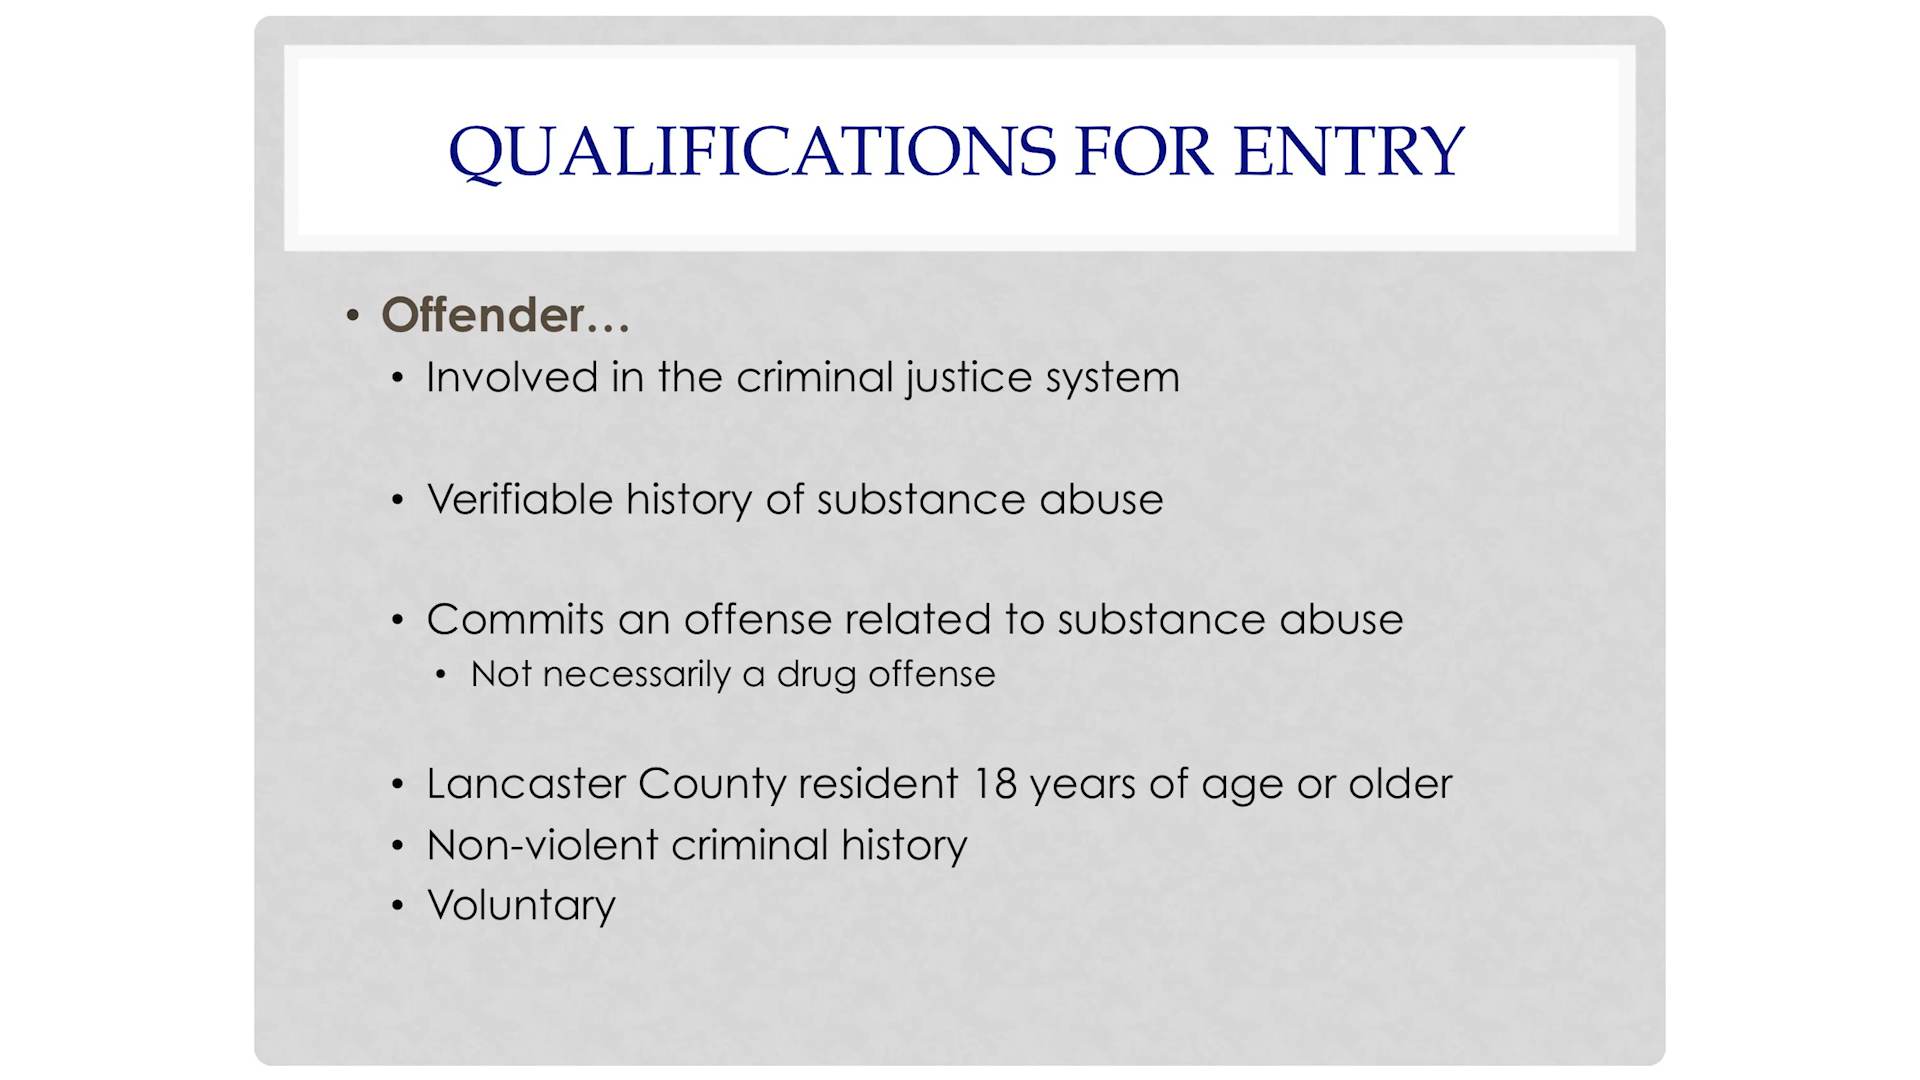 QUALIFICATIONS FOR ENTRY
• Offender…
• Involved in the criminal justice system
• Verifiable history of substance abuse
• Commits an offense related to substance abuse
• Not necessarily a drug offense
• Lancaster County resident 18 years of age or older
• Non-violent criminal history
• Voluntary